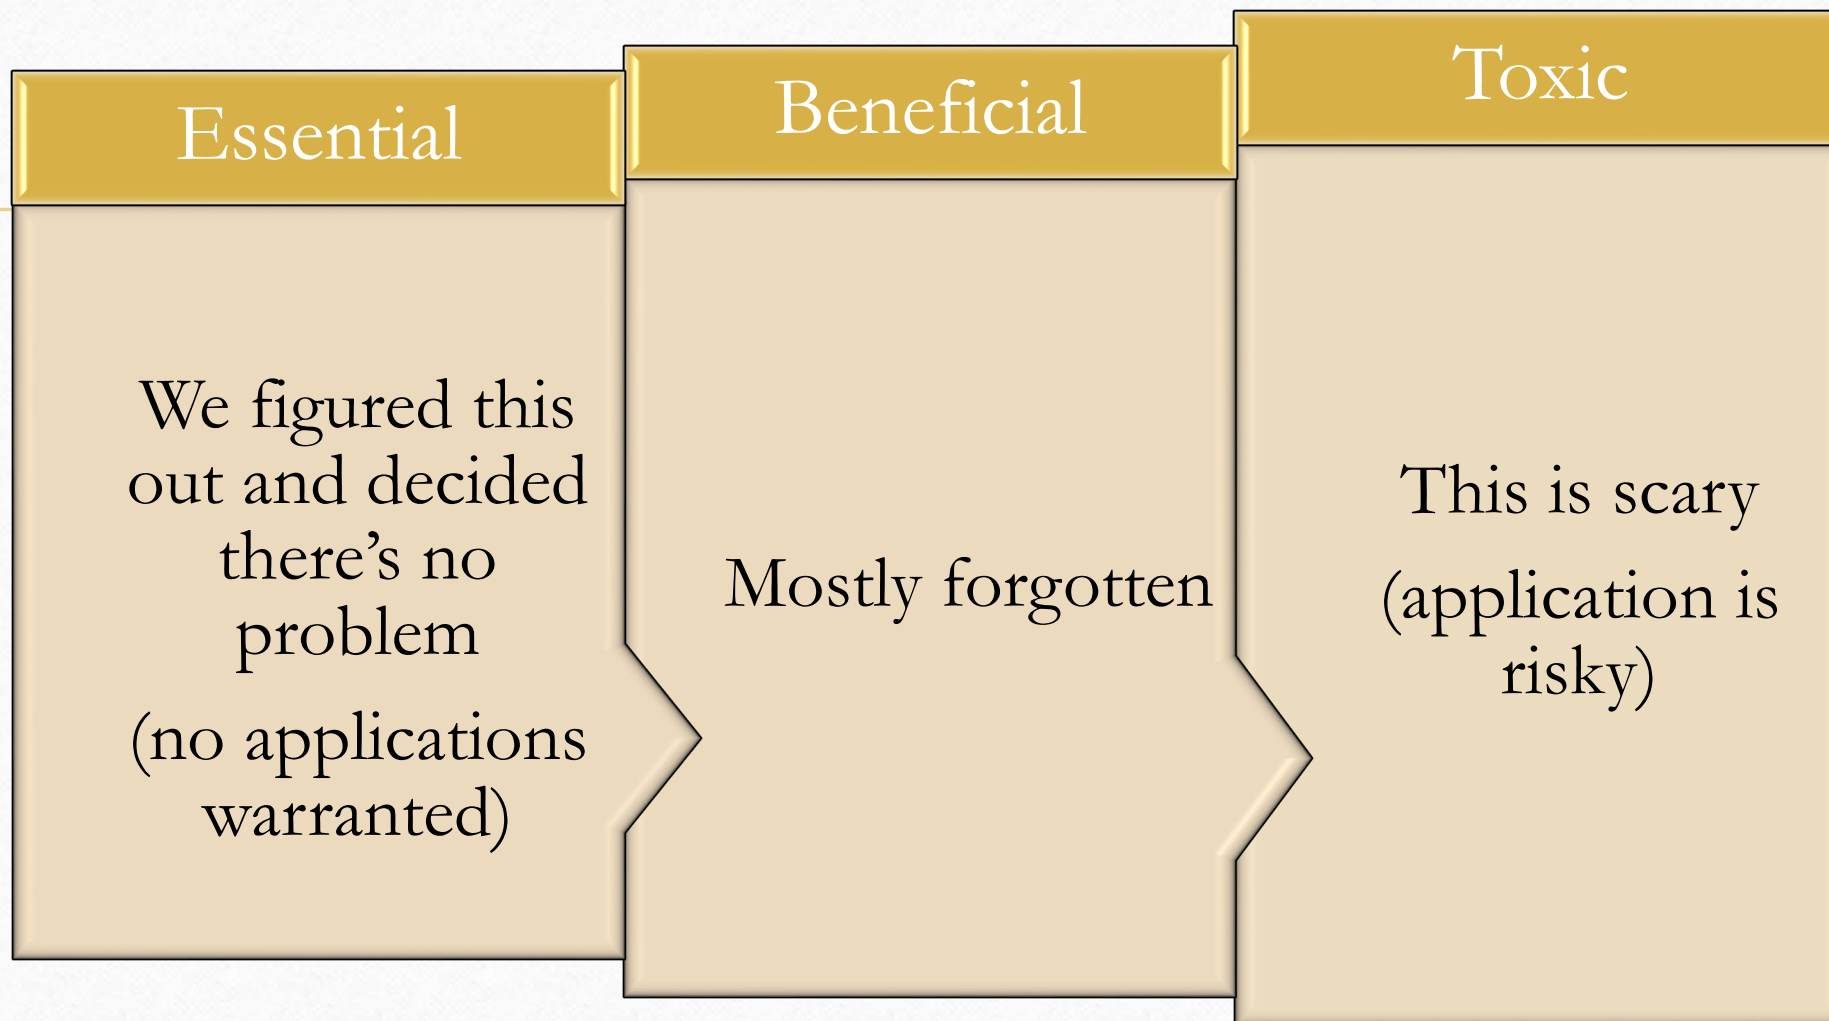 Essential
We figured this
out and decided
there’s no
problem
(no applications
warranted)
Beneficial
Mostly forgotten
Toxic
This is scary
(application is
risky)